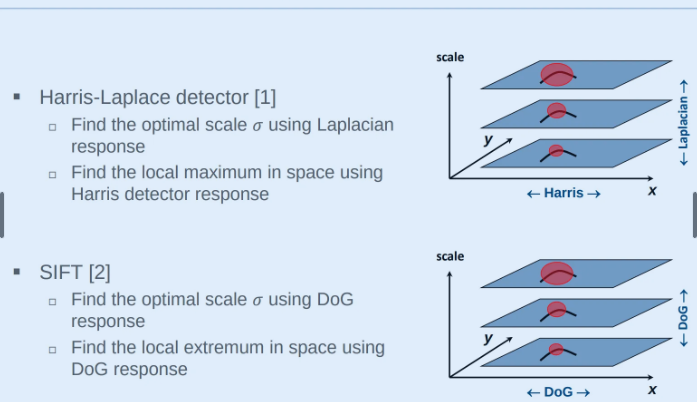 ▪ Harris-Laplace detector [1]
▫ Find the optimal scale σ using Laplacian
response
▫ Find the local maximum in space using
Harris detector response
scale
y
x
← Harris →
← Laplacian →
▪ SIFT [2]
▫ Find the optimal scale σ using DoG
response
▫ Find the local extremum in space using
DoG response
scale
y
x
← DoG →
← DoG →